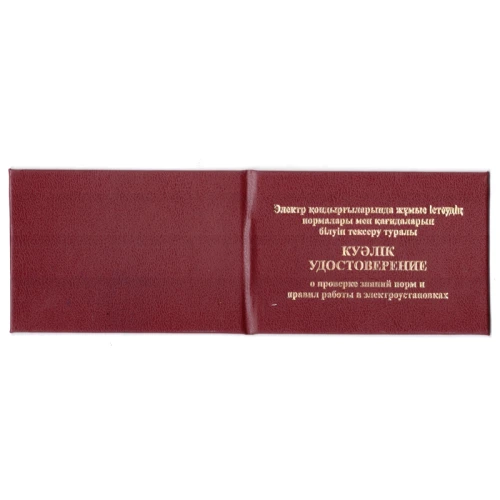 Электр қондырғыларында жұмыс істеудің
нормалары мен қағидаларын
білуін тексеру туралы
КУӘЛІК
УДОСТОВЕРЕНИЕ
о проверке знаний норм и
правил работы в электроустановках